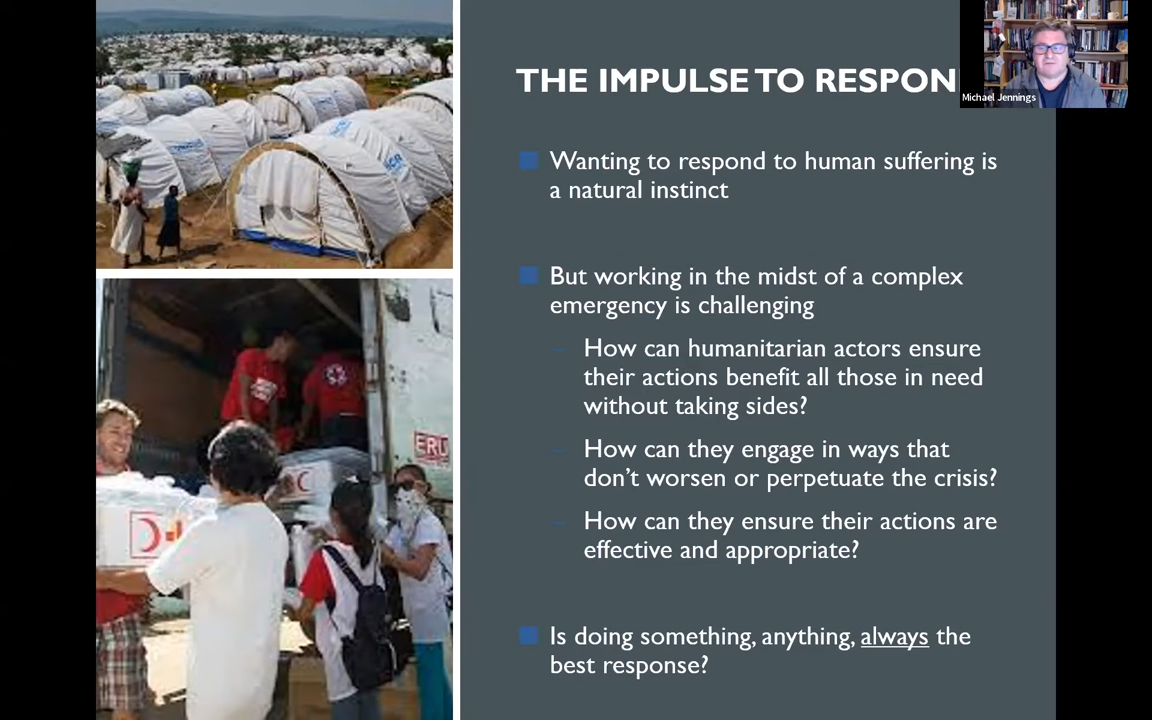 THE IMPULSE TO RESPON
Michael Jennings
Wanting to respond to human suffering is
a natural instinct
But working in the midst of a complex
emergency is challenging
– How can humanitarian actors ensure
their actions benefit all those in need
without taking sides?
– How can they engage in ways that
don't worsen or perpetuate the crisis?
– How can they ensure their actions are
effective and appropriate?
Is doing something, anything, always the
best response?
ERU